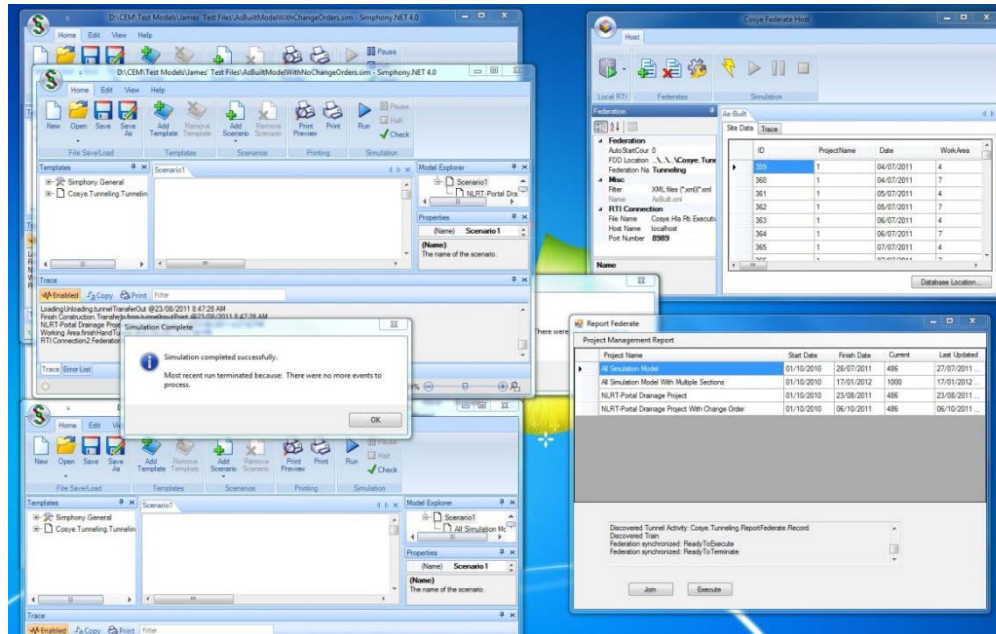 D:\CEM\Test Models\James' Test Files\AsBuiltModelWithChangeOrders.sim - Simphony.NET 4.0
Home Edit View Help
Pause
D:\CEM\Test Models\James' Test Files\AsBuiltModelWithNoChangeOrders.sim - Simphony.NET 4.0
Home Edit View Help
New Open Save Save As Add Template Remove Template Add Scenario Remove Scenario Print Preview Print Run Pause Halt Check
File Save/Load Templates Scenarios Printing Simulation
Templates Scenario1 Model Explorer
Simphony.General
Cosye.Tunneling.Tunnelin
Scenario1
NLRT-Portal Dra
Properties
(Name) Scenario1
(Name)
The name of the scenario.
Trace
Enabled Copy Print Filter
LoadingUnloading.tunnelTransferOut @23/08/2011 8:47:28 AM
NLRT-Portal Drainage Proje
Trace Error List
Simulation Complete
Simulation completed successfully.
Most recent run terminated because: There were no more events to
process.
OK
There were
Home Edit
New Open Save Save As Add Template Remove Template Add Scenario Remove Scenario Print Preview Print Run Pause Halt Check
File Save/Load Templates Scenarios Printing Simulation
Templates Scenario1 Model Explorer
Simphony.General
Cosye.Tunneling.Tunnelin
Scenario1
All Simulation Mc
Properties
(Name) Scenario1
(Name)
The name of the scenario.
Trace
Enabled Copy Print Filter
Cosye Federate Host
Host
Local RTI Federates Simulation
Federation
Federation
AutoStartCour 0
FDD Location ..\..\..\Cosye.Tunn
Federation Na Tunneling
Misc
Filter XML files (*.xml)|*.xml
Name AsBuilt.xml
RTI Connection
File Name Cosye.Hla.Rti.Executiv
Host Name localhost
Port Number 8989
Name
As-Built
Site Data Trace
ID ProjectName Date WorkArea
359 1 04/07/2011 4
360 1 04/07/2011 7
361 1 05/07/2011 4
362 1 05/07/2011 7
363 1 06/07/2011 4
364 1 06/07/2011 7
365 1 07/07/2011 4
Database Location...
Report Federate
Project Management Report
Project Name Start Date Finish Date Current Last Updated
All Simulation Model 01/10/2010 28/07/2011 486 27/07/2011 ...
All Simulation Model With Multiple Sections 01/10/2010 17/01/2012 1000 17/01/2012 ...
NLRT-Portal Drainage Project 01/10/2010 23/08/2011 486 23/08/2011 ...
NLRT-Portal Drainage Project With Change Order 01/10/2010 06/10/2011 486 06/10/2011 ...
Discovered Tunnel Activity: Cosye.Tunneling.ReportFederate.Record
Discovered Train
Federation synchronized: ReadyToExecute
Federation synchronized: ReadyToTerminate
Join Execute